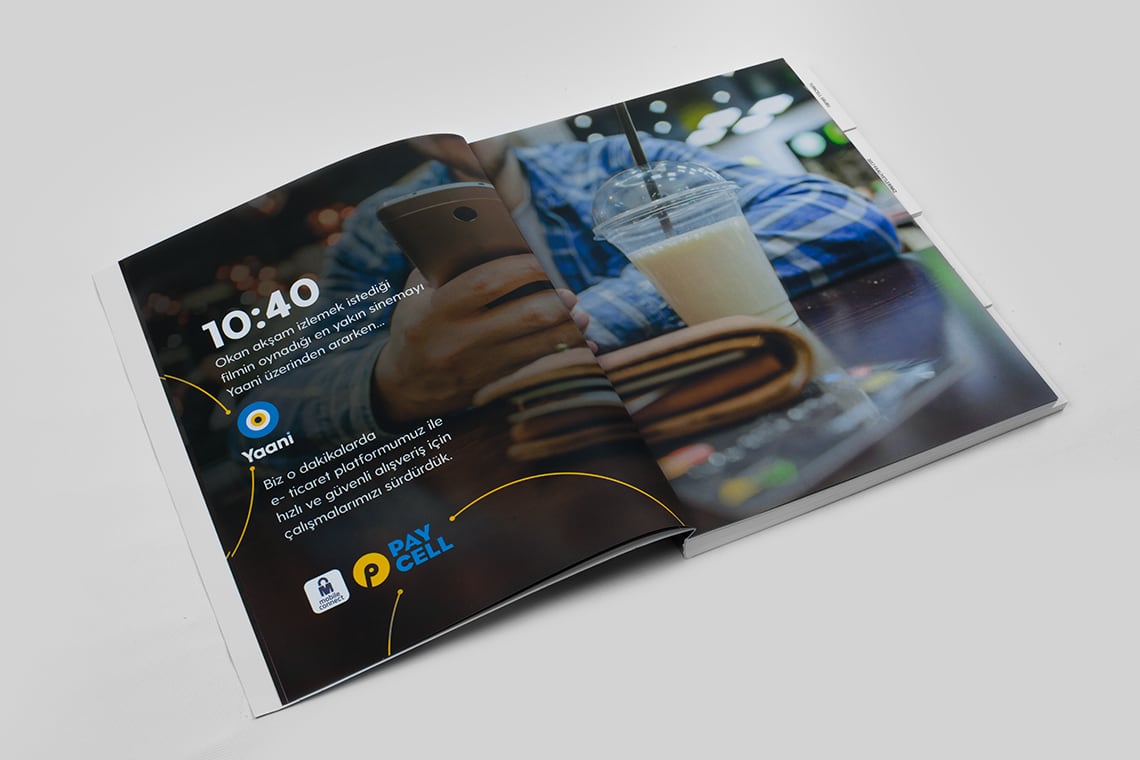 10:40
Okan akşam izlemek istediği
filmin oynadığı en yakın sinemayı
Yaani üzerinden ararken...
Yaani
Biz o dakikalarda
e- ticaret platformumuz ile
hızlı ve güvenli alışveriş için
çalışmalarımızı sürdürdük.
mobile
connect
PAY
CELL